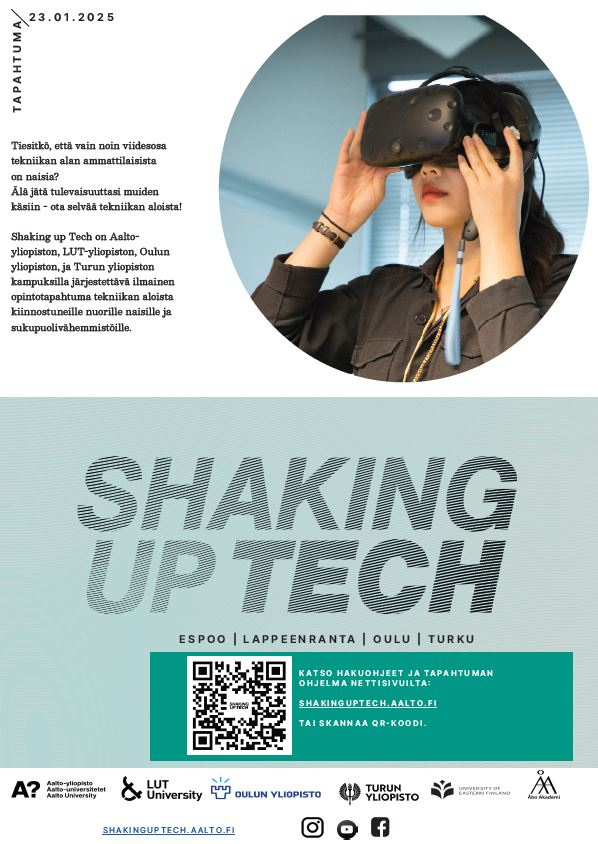 TAPAHTUMA
23.01.2025
Tiesitkö, että vain noin viidesosa
tekniikan alan ammattilaisista
on naisia?
Älä jätä tulevaisuuttasi muiden
käsiin - ota selvää tekniikan aloista!
Shaking up Tech on Aalto-
yliopiston, LUT-yliopiston, Oulun
yliopiston, ja Turun yliopiston
kampuksilla järjestettävä ilmainen
opintotapahtuma tekniikan aloista
kiinnostuneille nuorille naisille ja
sukupuolivähemmistöille.
SHAKING
UP TECH
ESPOO | LAPPEENRANTA | OULU | TURKU
SHAKING
UP TECH
KATSO HAKUOHJEET JA TAPAHTUMAN
OHJELMA NETTISIVUILTA:
SHAKINGUPTECH.AALTO.FI
TAI SKANNAA QR-KOODI.
A?
Aalto-yliopisto
Aalto-universitetet
Aalto University
LUT
University
OULUN YLIOPISTO
TURUN
YLIOPISTO
UNIVERSITY OF
EASTERN FINLAND
Åbo Akademi
SHAKINGUPTECH.AALTO.FI